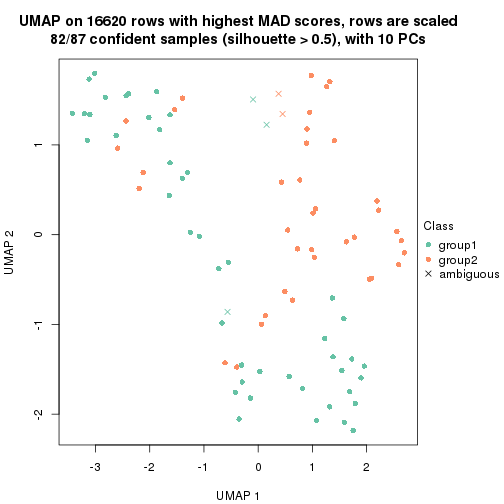 UMAP on 16620 rows with highest MAD scores, rows are scaled
82/87 confident samples (silhouette > 0.5), with 10 PCs
1
0
-1
-2
UMAP 2
-3
-2
-1
0
1
2
UMAP 1
Class
group1
group2
ambiguous